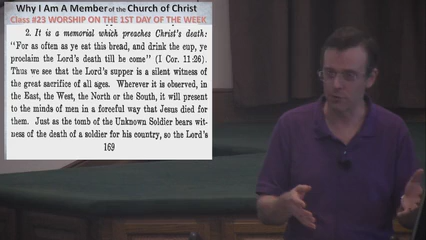 Why I Am A Member of the Church of Christ
Class #23 WORSHIP ON THE 1ST DAY OF THE WEEK
2. It is a memorial which preaches Christ's death:
"For as often as ye eat this bread, and drink the cup, ye
proclaim the Lord's death till he come" (I Cor. 11:26).
Thus we see that the Lord's supper is a silent witness of
the great sacrifice of all ages. Wherever it is observed, in
the East, the West, the North or the South, it will present
to the minds of men in a forceful way that Jesus died for
them. Just as the tomb of the Unknown Soldier bears wit-
ness of the death of a soldier for his country, so the Lord's
169